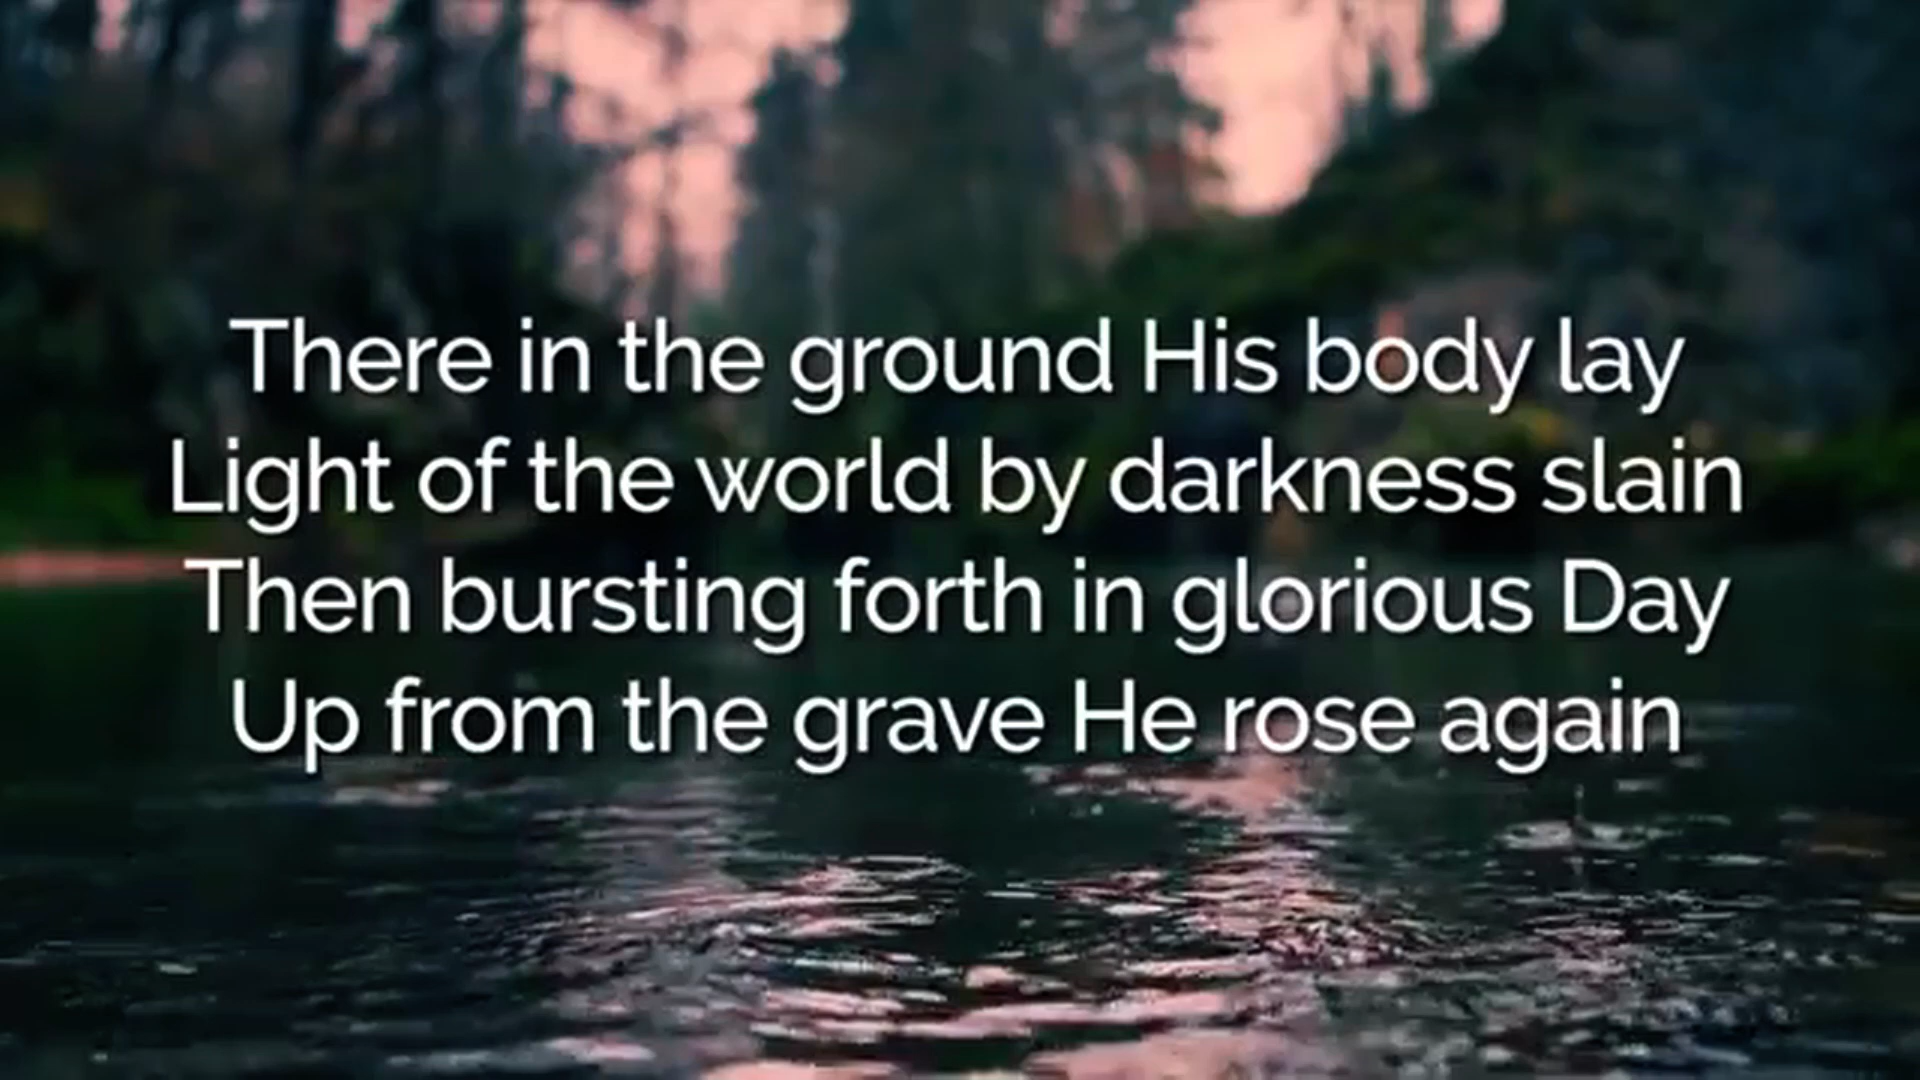 There in the ground His body lay
Light of the world by darkness slain
Then bursting forth in glorious Day
Up from the grave He rose again